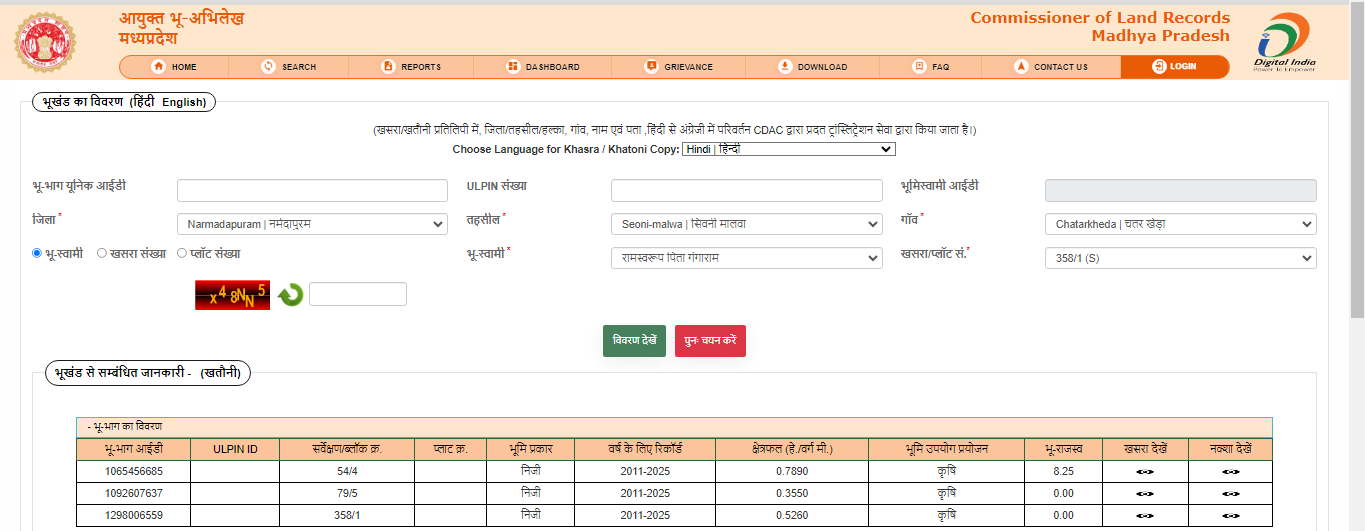 आयुक्त भू-अभिलेख
मध्यप्रदेश
Commissioner of Land Records
Madhya Pradesh
Digital India
Power To Empower
HOME SEARCH REPORTS DASHBOARD GRIEVANCE DOWNLOAD FAQ CONTACT US LOGIN
भूखंड का विवरण (हिंदी English)
(खसरा/खतौनी प्रतिलिपी में, जिला/तहसील/हल्का, गांव, नाम एवं पता ,हिंदी से अंग्रेजी में परिवर्तन CDAC द्वारा प्रदत ट्रांस्लिट्रेशन सेवा द्वारा किया जाता है।)
Choose Language for Khasra / Khatoni Copy: Hindi | हिन्दी
भू-भाग यूनिक आईडी ULPIN संख्या भूमिस्वामी आईडी
जिला * Narmadapuram | नर्मदापुरम तहसील * Seoni-malwa | सिवनी मालवा गाँव * Chatarkheda | चतर खेड़ा
भू-स्वामी खसरा संख्या प्लॉट संख्या भू-स्वामी * रामस्वरूप पिता गंगाराम खसरा/प्लॉट सं.* 358/1 (S)
x48NN5
विवरण देखें पुनः चयन करें
भूखंड से सम्बंधित जानकारी - (खतौनी)
- भू-भाग का विवरण
भू-भाग आईडी ULPIN ID सर्वेक्षण/ब्लॉक क्र. प्लाट क्र. भूमि प्रकार वर्ष के लिए रिकॉर्ड क्षेत्रफल (हे./वर्ग मी.) भूमि उपयोग प्रयोजन भू-राजस्व खसरा देखें नक्शा देखें
1065456685 54/4 निजी 2011-2025 0.7890 कृषि 8.25
1092607637 79/5 निजी 2011-2025 0.3550 कृषि 0.00
1298006559 358/1 निजी 2011-2025 0.5260 कृषि 0.00